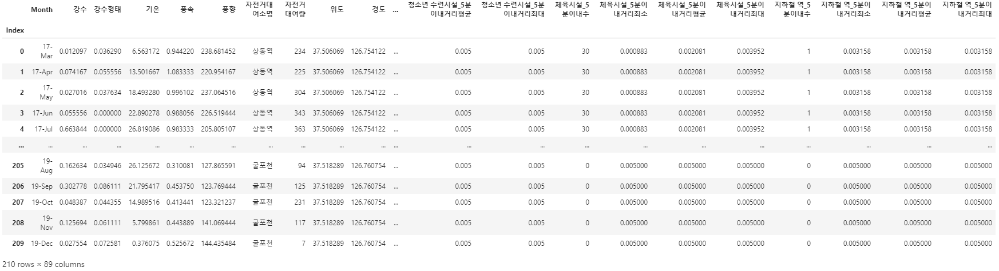 Month 강수 강수형태 기온 풍속 풍향 자전거대여소명 자전거대여량 위도 경도 ... 청소년 수련시설_5분이내거리평균 청소년 수련시설_5분이내거리최대 체육시설_5분이내수 체육시설_5분이내거리최소 체육시설_5분이내거리평균 체육시설_5분이내거리최대 지하철 역_5분이내수 지하철 역_5분이내거리최소 지하철 역_5분이내거리평균 지하철 역_5분이내거리최대
Index
0 17-Mar 0.012097 0.036290 6.563172 0.944220 238.681452 상동역 234 37.506069 126.754122 ... 0.005 0.005 30 0.000883 0.002081 0.003952 1 0.003158 0.003158 0.003158
1 17-Apr 0.074167 0.055556 13.501667 1.083333 220.954167 상동역 225 37.506069 126.754122 ... 0.005 0.005 30 0.000883 0.002081 0.003952 1 0.003158 0.003158 0.003158
2 17-May 0.027016 0.037634 18.493280 0.996102 237.064516 상동역 304 37.506069 126.754122 ... 0.005 0.005 30 0.000883 0.002081 0.003952 1 0.003158 0.003158 0.003158
3 17-Jun 0.055556 0.000000 22.890278 0.988056 226.519444 상동역 343 37.506069 126.754122 ... 0.005 0.005 30 0.000883 0.002081 0.003952 1 0.003158 0.003158 0.003158
4 17-Jul 0.663844 0.000000 26.819086 0.983333 205.805107 상동역 363 37.506069 126.754122 ... 0.005 0.005 30 0.000883 0.002081 0.003952 1 0.003158 0.003158 0.003158
... ... ... ... ... ... ... ... ... ... ... ... ... ... ... ... ... ... ... ... ... ...
205 19-Aug 0.162634 0.034946 26.125672 0.310081 127.865591 굴포천 94 37.518289 126.760754 ... 0.005 0.005 0 0.005000 0.005000 0.005000 0 0.005000 0.005000 0.005000
206 19-Sep 0.302778 0.086111 21.795417 0.453750 123.769444 굴포천 125 37.518289 126.760754 ... 0.005 0.005 0 0.005000 0.005000 0.005000 0 0.005000 0.005000 0.005000
207 19-Oct 0.048387 0.044355 14.989516 0.413441 123.321237 굴포천 231 37.518289 126.760754 ... 0.005 0.005 0 0.005000 0.005000 0.005000 0 0.005000 0.005000 0.005000
208 19-Nov 0.125694 0.061111 5.799861 0.443889 141.069444 굴포천 117 37.518289 126.760754 ... 0.005 0.005 0 0.005000 0.005000 0.005000 0 0.005000 0.005000 0.005000
209 19-Dec 0.027554 0.072581 0.376075 0.525672 144.435484 굴포천 7 37.518289 126.760754 ... 0.005 0.005 0 0.005000 0.005000 0.005000 0 0.005000 0.005000 0.005000
210 rows × 89 columns